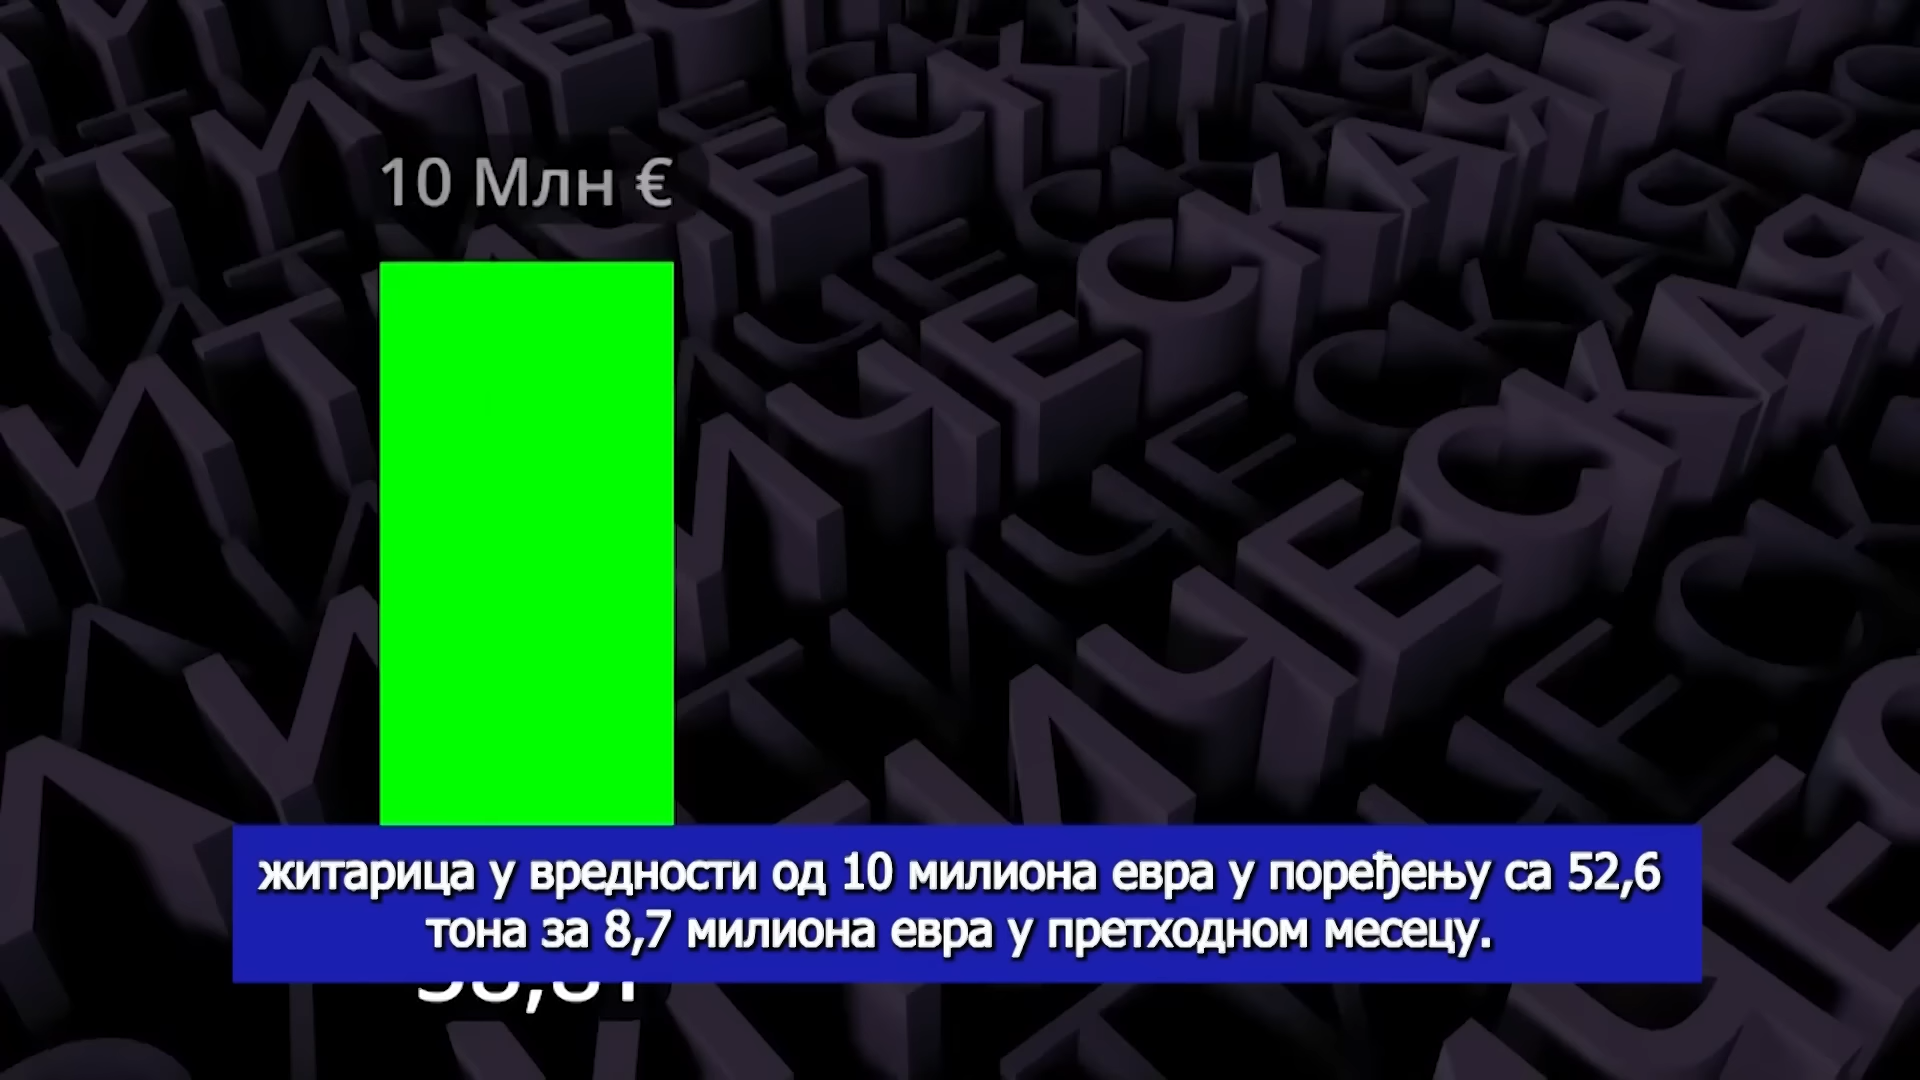 10 Млн €
житарица у вредности од 10 милиона евра у поређењу са 52,6
тона за 8,7 милиона евра у претходном месецу.